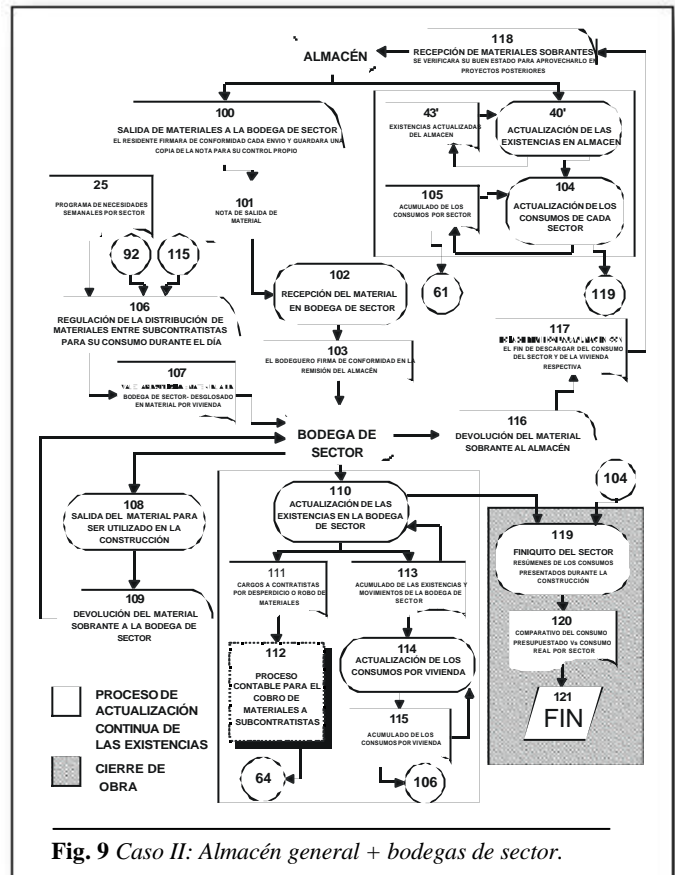 118
RECEPCIÓN DE MATERIALES SOBRANTES
SE VERIFICARA SU BUEN ESTADO PARA APROVECHARLO EN
PROYECTOS POSTERIORES
ALMACÉN
100
SALIDA DE MATERIALES A LA BODEGA DE SECTOR
EL RESIDENTE FIRMARA DE CONFORMIDAD CADA ENVIO Y GUARDARA UNA
COPIA DE LA NOTA PARA SU CONTROL PROPIO
43'
EXISTENCIAS ACTUALIZADAS
DEL ALMACEN
40'
ACTUALIZACIÓN DE LAS
EXISTENCIAS EN ALMACEN
25
PROGRAMA DE NECESIDADES
SEMANALES POR SECTOR
101
NOTA DE SALIDA DE
MATERIAL
105
ACUMULADO DE LOS
CONSUMOS POR SECTOR
104
ACTUALIZACIÓN DE LOS
CONSUMOS DE CADA
SECTOR
92
115
102
RECEPCIÓN DEL MATERIAL
EN BODEGA DE SECTOR
61
119
106
REGULACIÓN DE LA DISTRIBUCIÓN DE
MATERIALES ENTRE SUBCONTRATISTAS
PARA SU CONSUMO DURANTE EL DÍA
103
EL BODEGUERO FIRMA DE CONFORMIDAD EN LA
REMISIÓN DEL ALMACÉN
117
EL FIN DE DESCARGAR DEL CONSUMO
DEL SECTOR Y DE LA VIVIENDA
RESPECTIVA
107
BODEGA DE SECTOR- DESGLOSADO
EN MATERIAL POR VIVIENDA
BODEGA DE
SECTOR
116
DEVOLUCIÓN DEL MATERIAL
SOBRANTE AL ALMACÉN
108
SALIDA DEL MATERIAL PARA
SER UTILIZADO EN LA
CONSTRUCCIÓN
110
ACTUALIZACIÓN DE LAS
EXISTENCIAS EN LA BODEGA
DE SECTOR
104
119
FINIQUITO DEL SECTOR
RESÚMENES DE LOS CONSUMOS
PRESENTADOS DURANTE LA
CONSTRUCCIÓN
109
DEVOLUCIÓN DEL MATERIAL
SOBRANTE A LA BODEGA DE
SECTOR
111
CARGOS A CONTRATISTAS
POR DESPERDICIO O ROBO DE
MATERIALES
113
ACUMULADO DE LAS EXISTENCIAS Y
MOVIMIENTOS DE LA BODEGA DE
SECTOR
120
COMPARATIVO DEL CONSUMO
PRESUPUESTADO Vs CONSUMO
REAL POR SECTOR
112
PROCESO
CONTABLE PARA EL
COBRO DE
MATERIALES A
SUBCONTRATISTAS
114
ACTUALIZACIÓN DE LOS
CONSUMOS POR VIVIENDA
121
FIN
115
ACUMULADO DE LOS
CONSUMOS POR VIVIENDA
64
106
PROCESO DE
ACTUALIZACIÓN
CONTINUA DE
LAS EXISTENCIAS
CIERRE DE
OBRA
Fig. 9 Caso II: Almacén general + bodegas de sector.